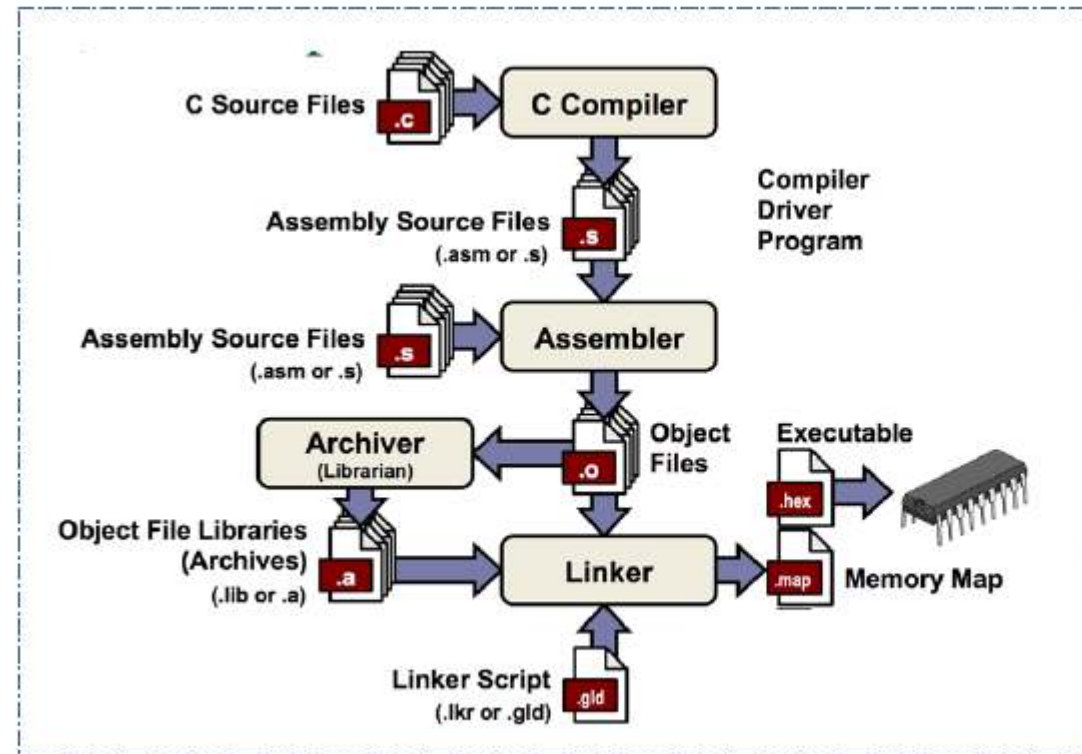 C Source Files
.c
C Compiler
Compiler
Driver
Program
Assembly Source Files
(.asm or .s)
.s
Assembly Source Files
(.asm or .s)
.s
Assembler
Archiver
(Librarian)
.o
Object
Files
Executable
.hex
Object File Libraries
(Archives)
(.lib or .a)
.a
Linker
.map
Memory Map
Linker Script
(.lkr or .gld)
.gld